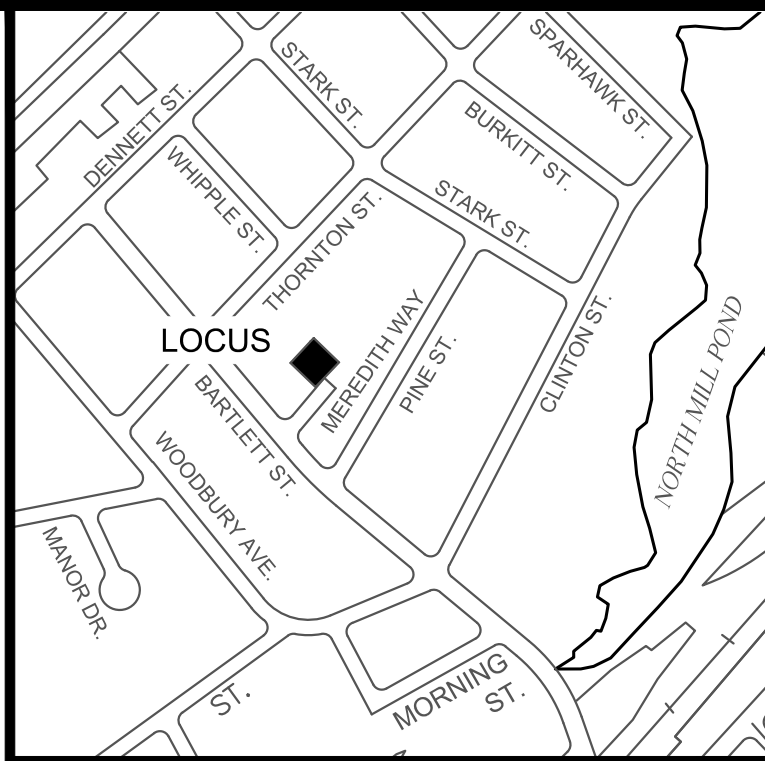 STARK ST.
SPARHAWK ST.
DENNETT ST.
BURKITT ST.
WHIPPLE ST.
THORNTON ST.
STARK ST.
LOCUS
MEREDITH WAY
PINE ST.
CLINTON ST.
NORTH MILL POND
BARTLETT ST.
WOODBURY AVE.
MANOR DR.
MORNING
ST.
ST.